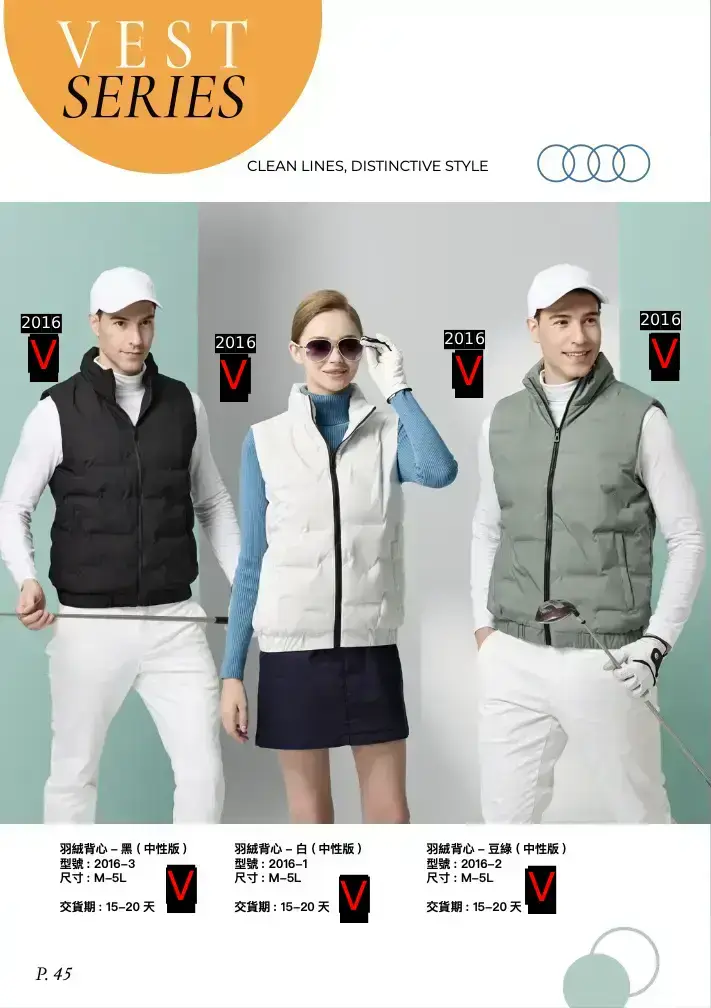 VEST
SERIES
CLEAN LINES, DISTINCTIVE STYLE
2016
V
2016
V
2016
V
2016
V
羽絨背心–黑(中性版)
型號:2016–3
尺寸:M–5L
交貨期:15–20 天
V
羽絨背心–白(中性版)
型號:2016–1
尺寸:M–5L
交貨期:15–20 天
V
羽絨背心–豆綠(中性版)
型號:2016–2
尺寸:M–5L
交貨期:15–20 天
V
P. 45